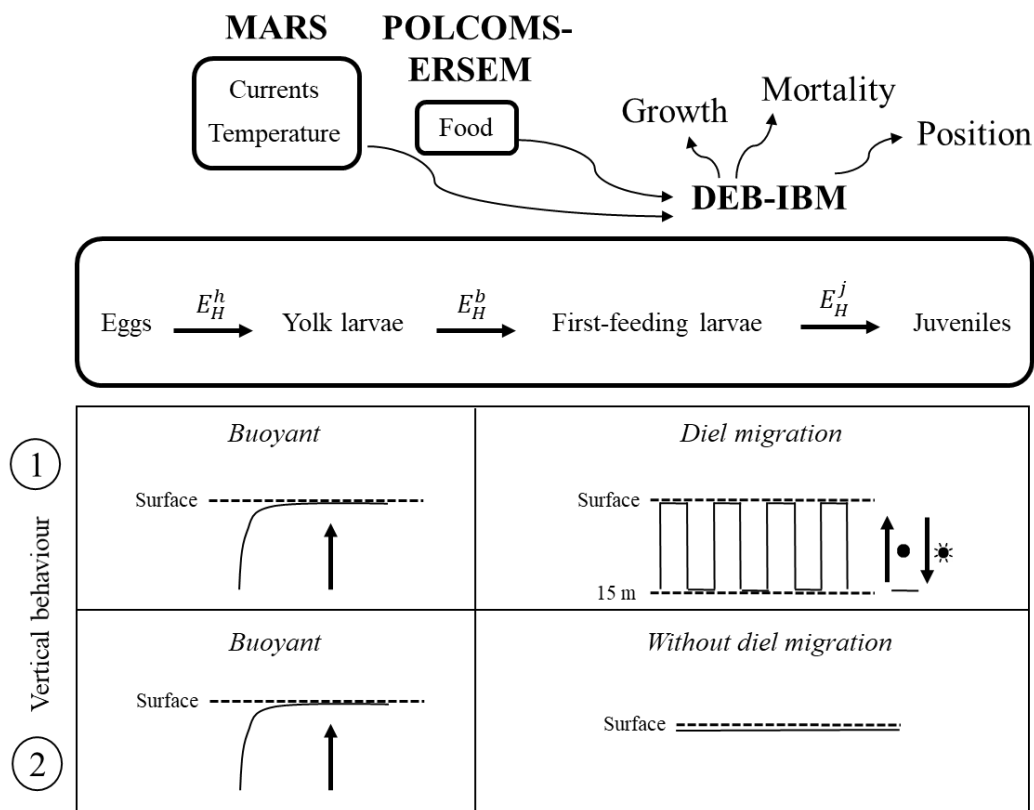 MARS
Currents
Temperature
POLCOMS-
ERSEM
Food
Growth
Mortality
Position
DEB-IBM
Eggs
E_H^h
Yolk larvae
E_H^b
First-feeding larvae
E_H^j
Juveniles
Vertical behaviour
1
Buoyant
Surface
Diel migration
Surface
15 m
2
Buoyant
Surface
Without diel migration
Surface